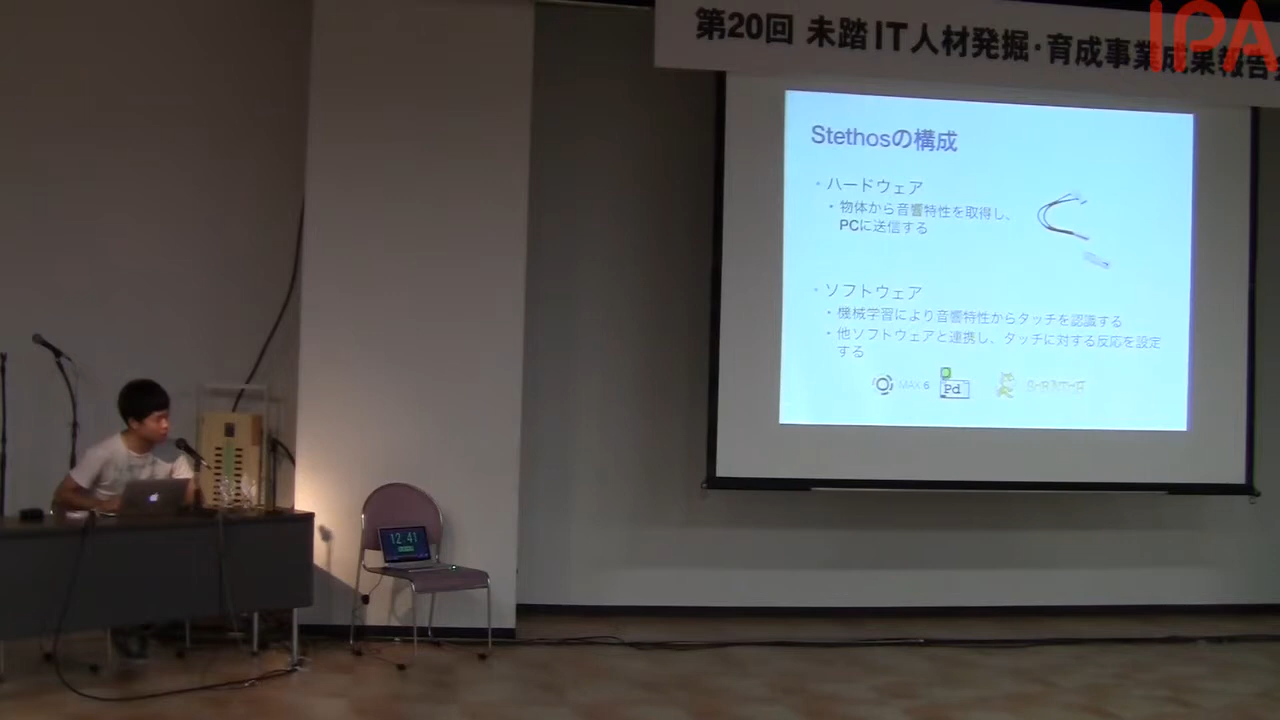 IPA
第20回 未踏IT人材発掘・育成事業成果報告
Stethosの構成
・ハードウェア
・物体から音響特性を取得し、
PCに送信する
・ソフトウェア
・機械学習により音響特性からタッチを認識する
・他ソフトウェアと連携し、タッチに対する反応を設定
する
MAX 6
Pd
12.41